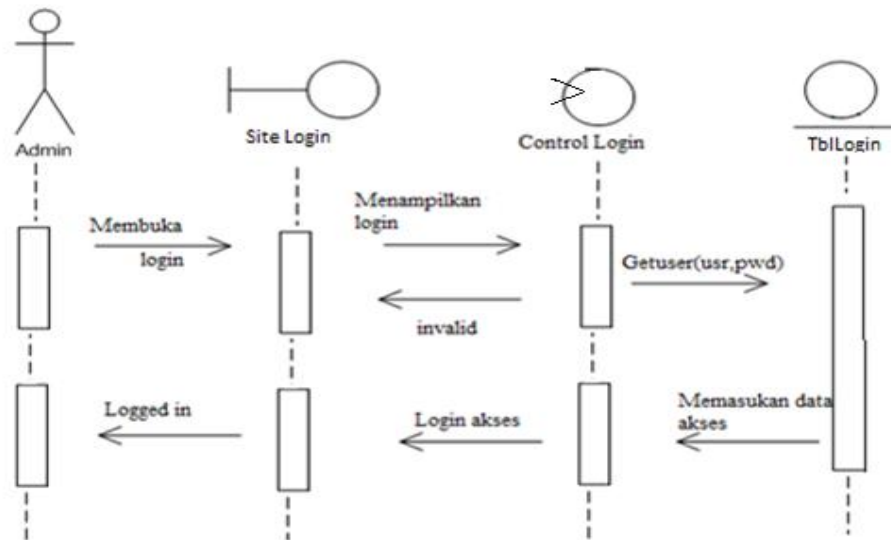 Admin
Site Login
Control Login
TblLogin
Membuka
login
Menampilkan
login
Getuser(usr,pwd)
invalid
Logged in
Login akses
Memasukan data
akses